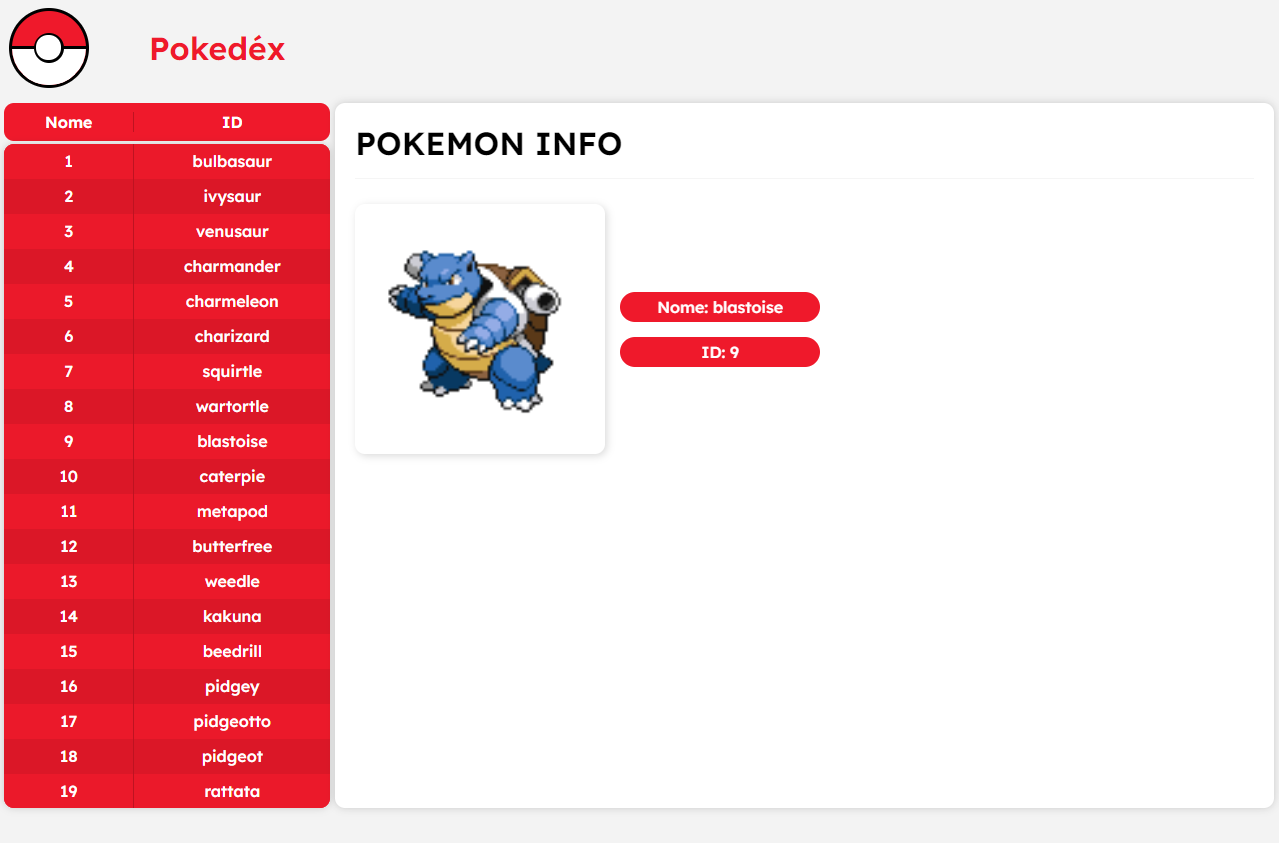 Pokedéx
Nome ID
1 bulbasaur
2 ivysaur
3 venusaur
4 charmander
5 charmeleon
6 charizard
7 squirtle
8 wartortle
9 blastoise
10 caterpie
11 metapod
12 butterfree
13 weedle
14 kakuna
15 beedrill
16 pidgey
17 pidgeotto
18 pidgeot
19 rattata
POKEMON INFO
Nome: blastoise
ID: 9